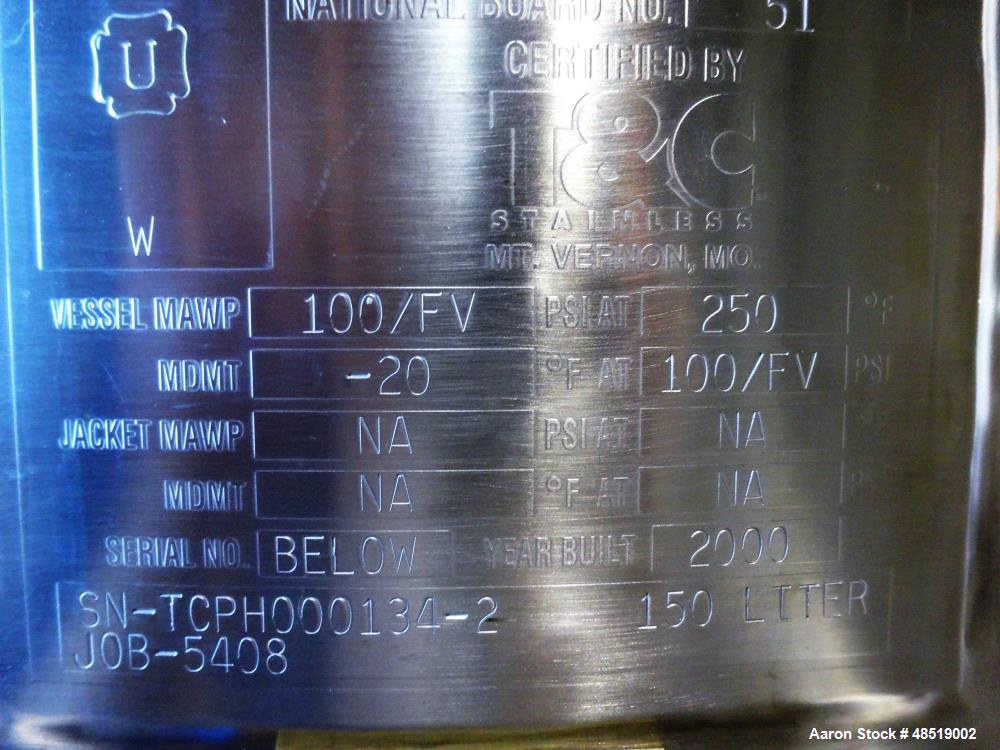 NATIONAL BOARD NO. 51
U
CERTIFIED BY
T&C
STAINLESS
W
MT. VERNON, MO.
VESSEL MAWP 100/FV PSI AT 250 °F
MDMT -20 °F AT 100/FV PSI
JACKET MAWP NA PSI AT NA °F
MDMT NA °F AT NA
SERIAL NO. BELOW YEAR BUILT 2000
SN-TCPH000134-2 150 LITER
JOB-5408
Aaron Stock # 48519002